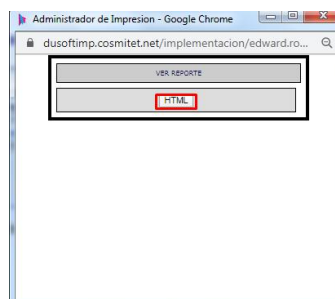 Administrador de Impresion - Google Chrome
dusoftimp.cosmitet.net/implementacion/edward.ro...
VER REPORTE
HTML